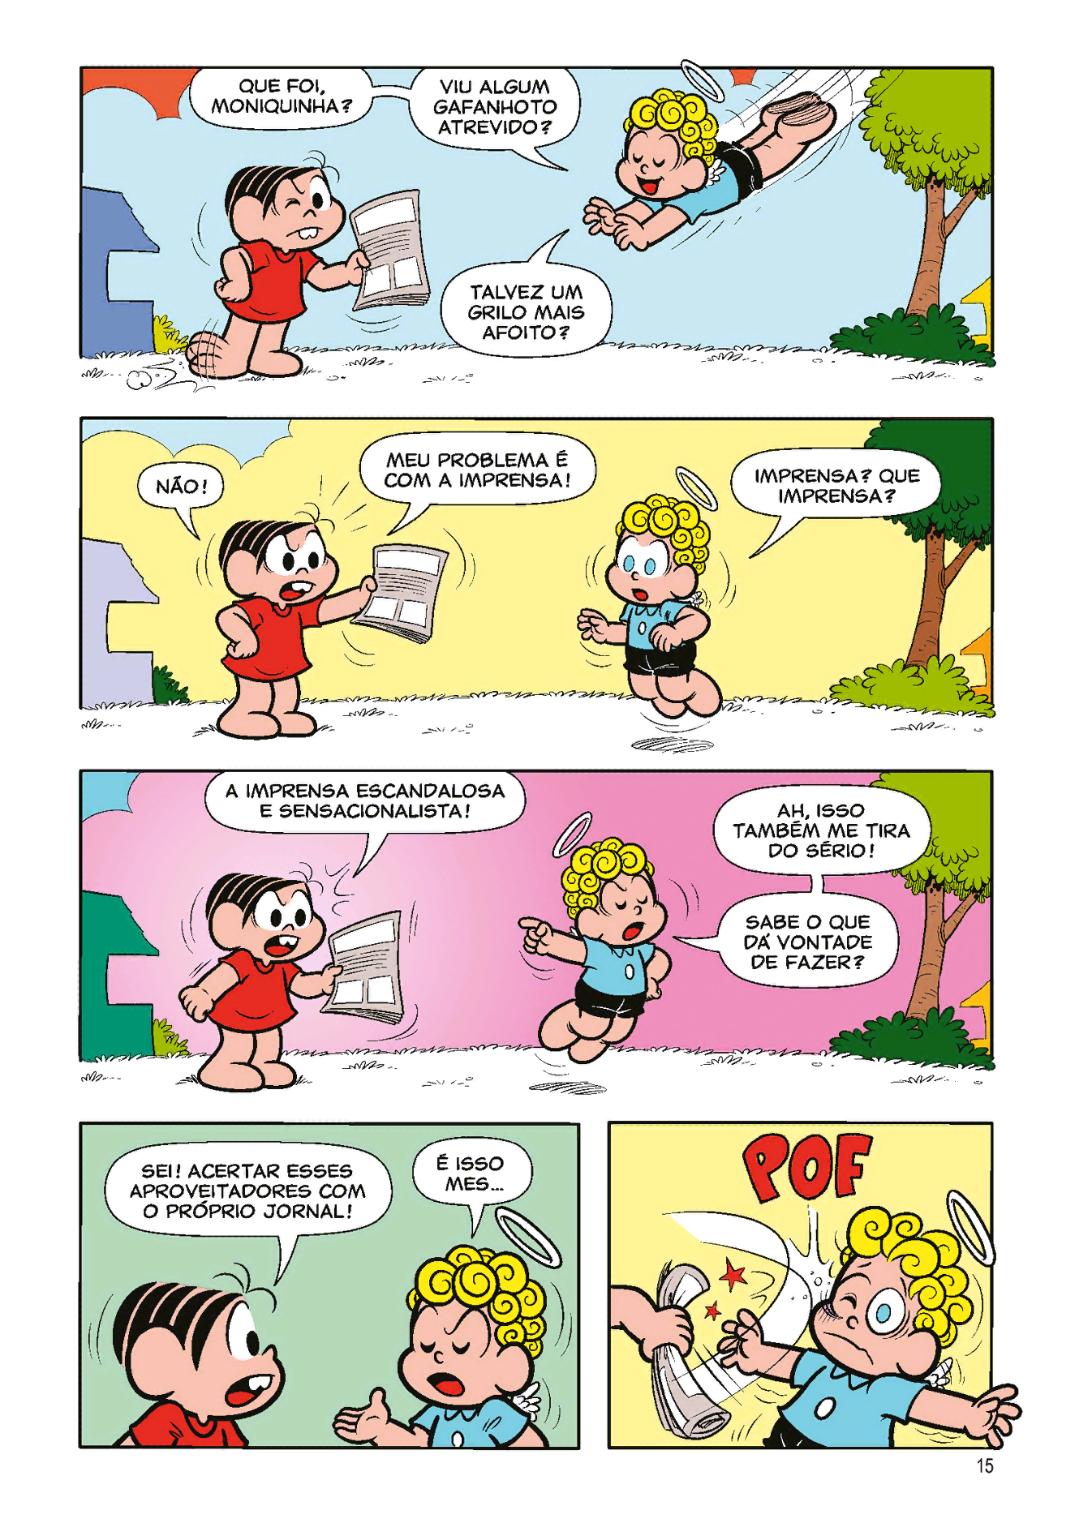 QUE FOI,
MONIQUINHA?
VIU ALGUM
GAFANHOTO
ATREVIDO?
TALVEZ UM
GRILO MAIS
AFOITO?
NÃO!
MEU PROBLEMA É
COM A IMPRENSA!
IMPRENSA? QUE
IMPRENSA?
A IMPRENSA ESCANDALOSA
E SENSACIONALISTA!
AH, ISSO
TAMBÉM ME TIRA
DO SÉRIO!
SABE O QUE
DÁ VONTADE
DE FAZER?
SEI! ACERTAR ESSES
APROVEITADORES COM
O PRÓPRIO JORNAL!
É ISSO
MES...
POF
15